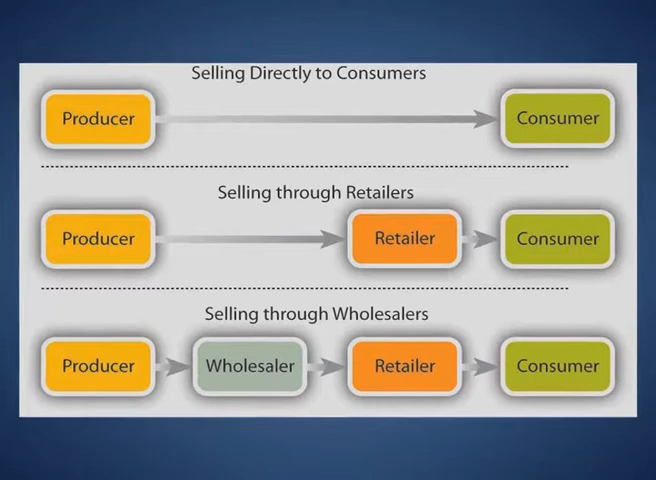 Selling Directly to Consumers
Producer Consumer
Selling through Retailers
Producer Retailer Consumer
Selling through Wholesalers
Producer Wholesaler Retailer Consumer